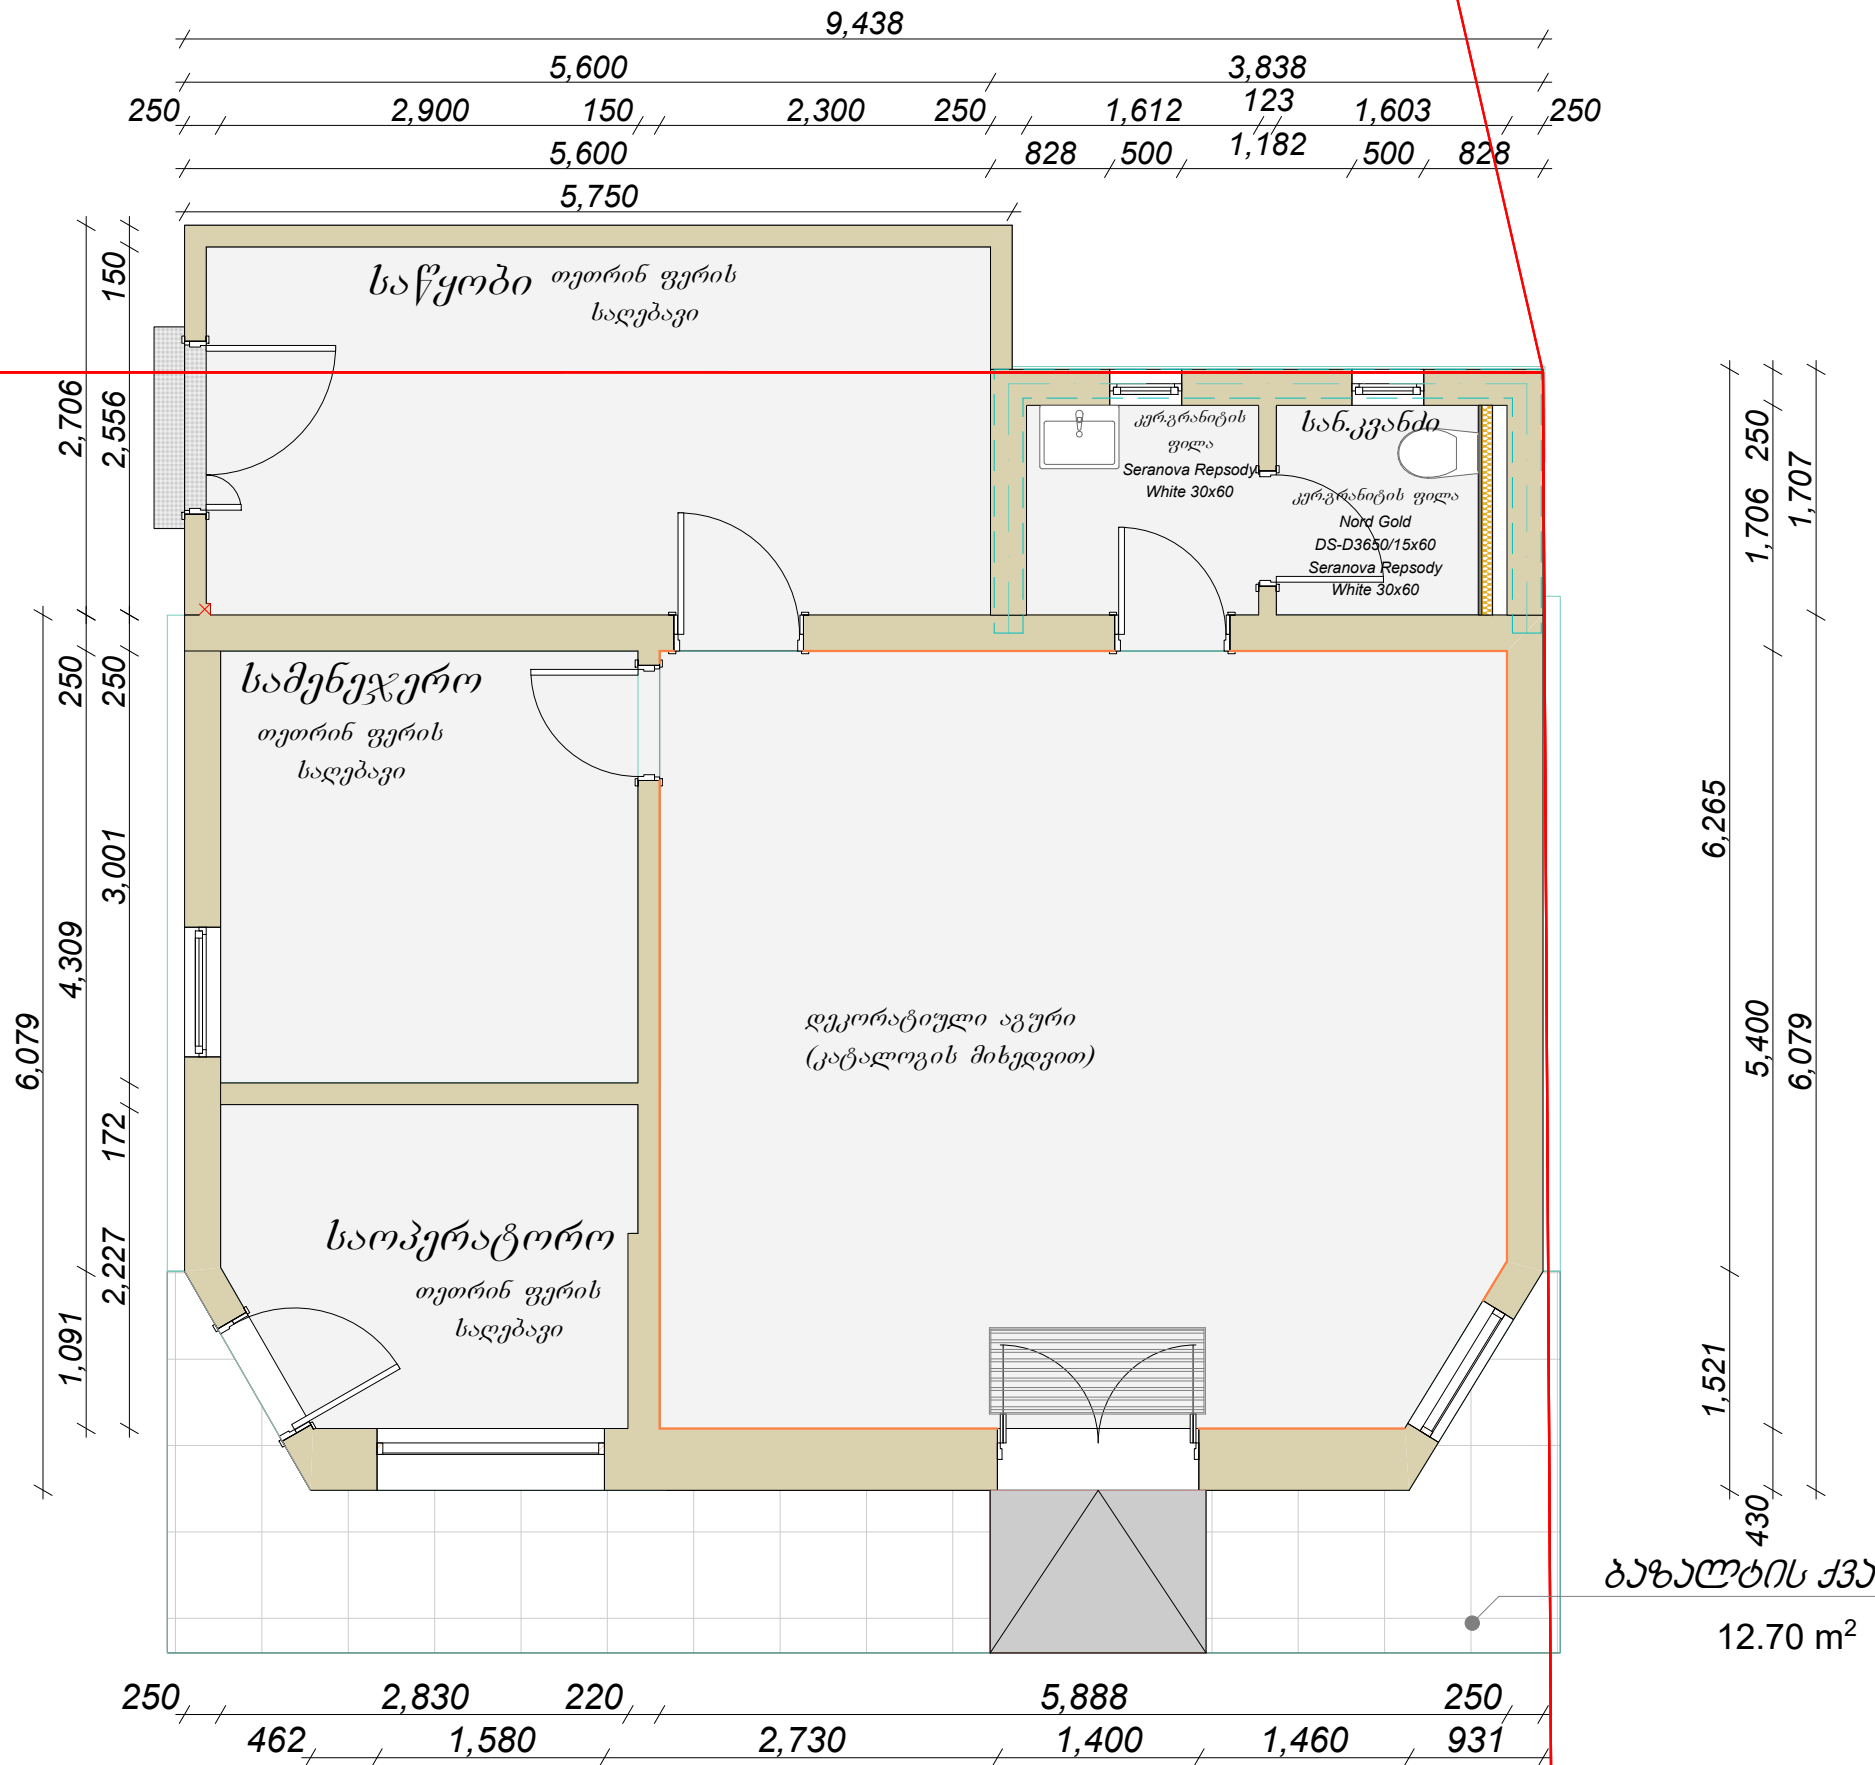 9,438
5,600 3,838
250 2,900 150 2,300 250 1,612 123 1,603 250
5,600 828 500 1,182 500 828
5,750
საწყობი თეთრინ ფერის
საღებავი
150
2,706
2,556
კერ.გრანიტის
ფილა
Seranova Repsody
White 30x60
სან.კვანძი
კერ.გრანიტის ფილა
Nord Gold
DS-D3650/15x60
Seranova Repsody
White 30x60
250
1,706
1,707
სამენეჯერო
თეთრინ ფერის
საღებავი
250
250
3,001
4,309
6,079
6,265
5,400
6,079
დეკორატიული აგური
(კატალოგის მიხედვით)
172
2,227
1,091
საოპერატორო
თეთრინ ფერის
საღებავი
1,521
430
ბაზალტის ქვა
12.70 m²
250 2,830 220 5,888 250
462 1,580 2,730 1,400 1,460 931